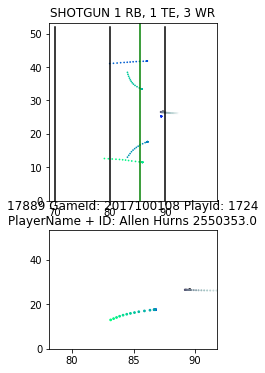 SHOTGUN 1 RB, 1 TE, 3 WR
50
40
30
20
10
0
70 80 90
17889 GameId: 2017100108 PlayId: 1724
PlayerName + ID: Allen Hurns 2550353.0
40
20
0
80 85 90